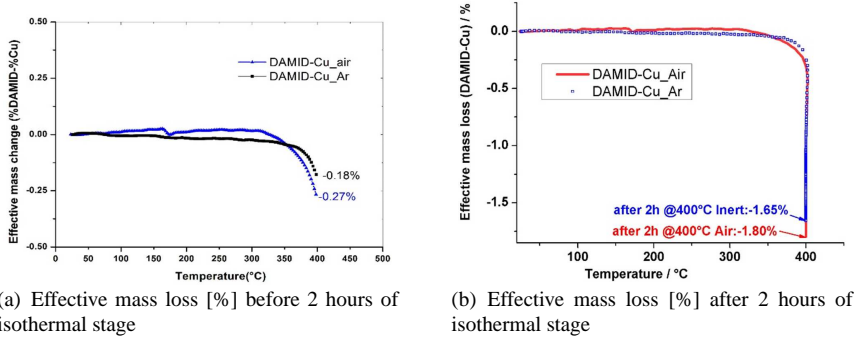 Effective mass change (%DAMID-%Cu)
0.50
0.25
0.00
-0.25
-0.50
DAMID-Cu_air
DAMID-Cu_Ar
-0.18%
-0.27%
0 50 100 150 200 250 300 350 400 450 500
Temperature(°C)
(a) Effective mass loss [%] before 2 hours of
isothermal stage
Effective mass loss (DAMID-Cu) / %
0.0
-0.5
-1.0
-1.5
DAMID-Cu_Air
DAMID-Cu_Ar
after 2h @400°C Inert:-1.65%
after 2h @400°C Air:-1.80%
100 200 300 400
Temperature / °C
(b) Effective mass loss [%] after 2 hours of
isothermal stage